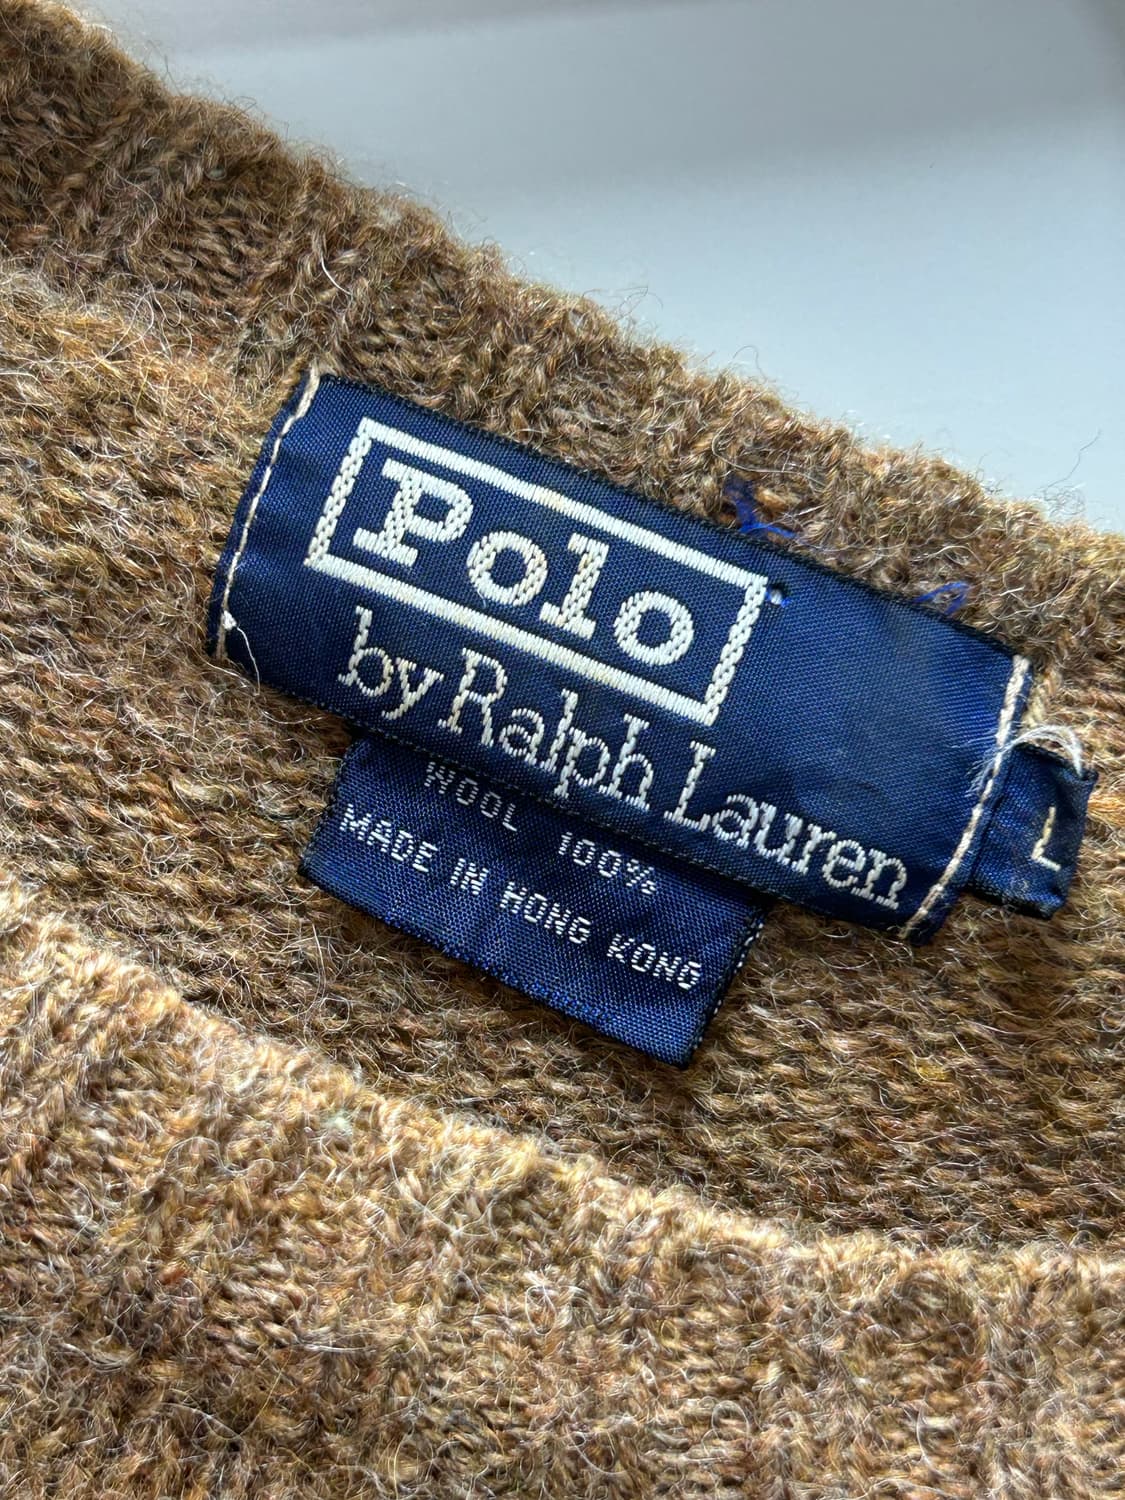 Polo
by Ralph Lauren
L
WOOL 100%
MADE IN HONG KONG